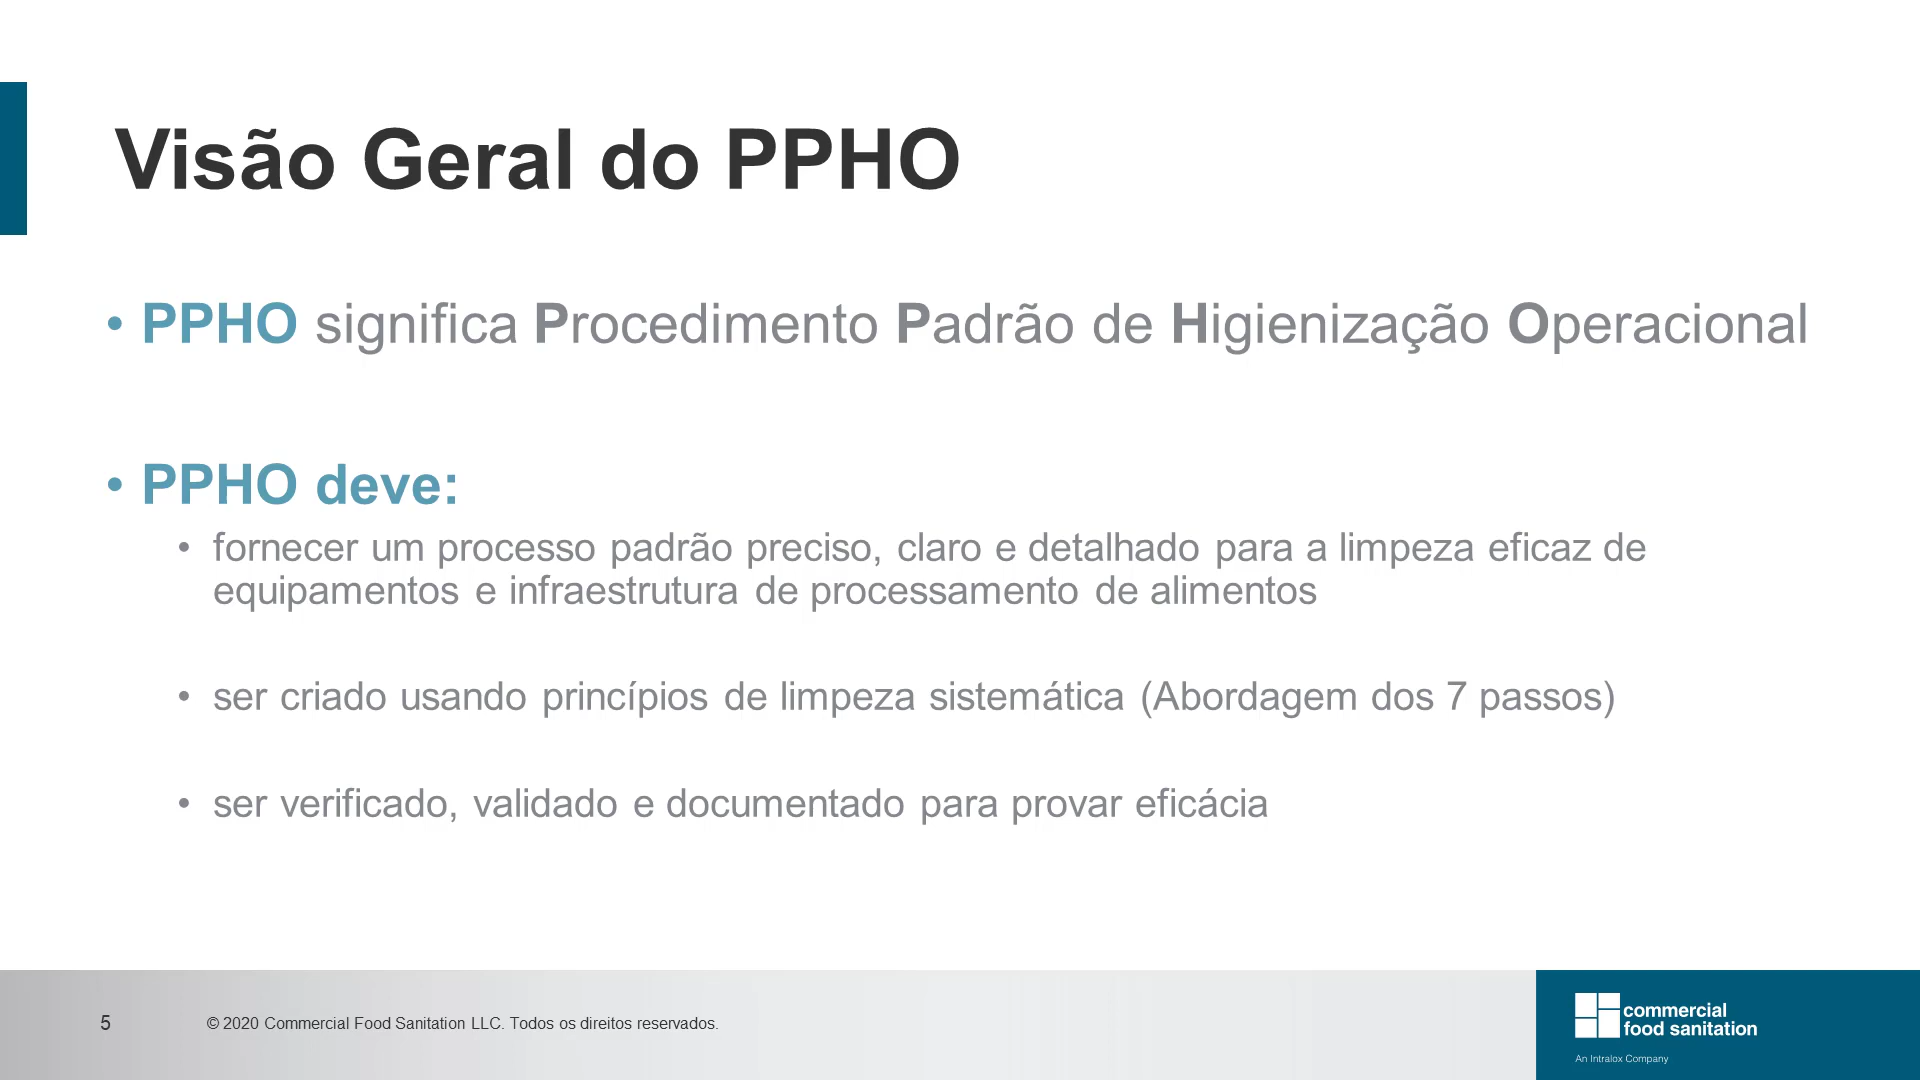 Visão Geral do PPHO
• PPHO significa Procedimento Padrão de Higienização Operacional
• PPHO deve:
• fornecer um processo padrão preciso, claro e detalhado para a limpeza eficaz de
equipamentos e infraestrutura de processamento de alimentos
• ser criado usando princípios de limpeza sistemática (Abordagem dos 7 passos)
• ser verificado, validado e documentado para provar eficácia
5
© 2020 Commercial Food Sanitation LLC. Todos os direitos reservados.
commercial
food sanitation
An Intralox Company